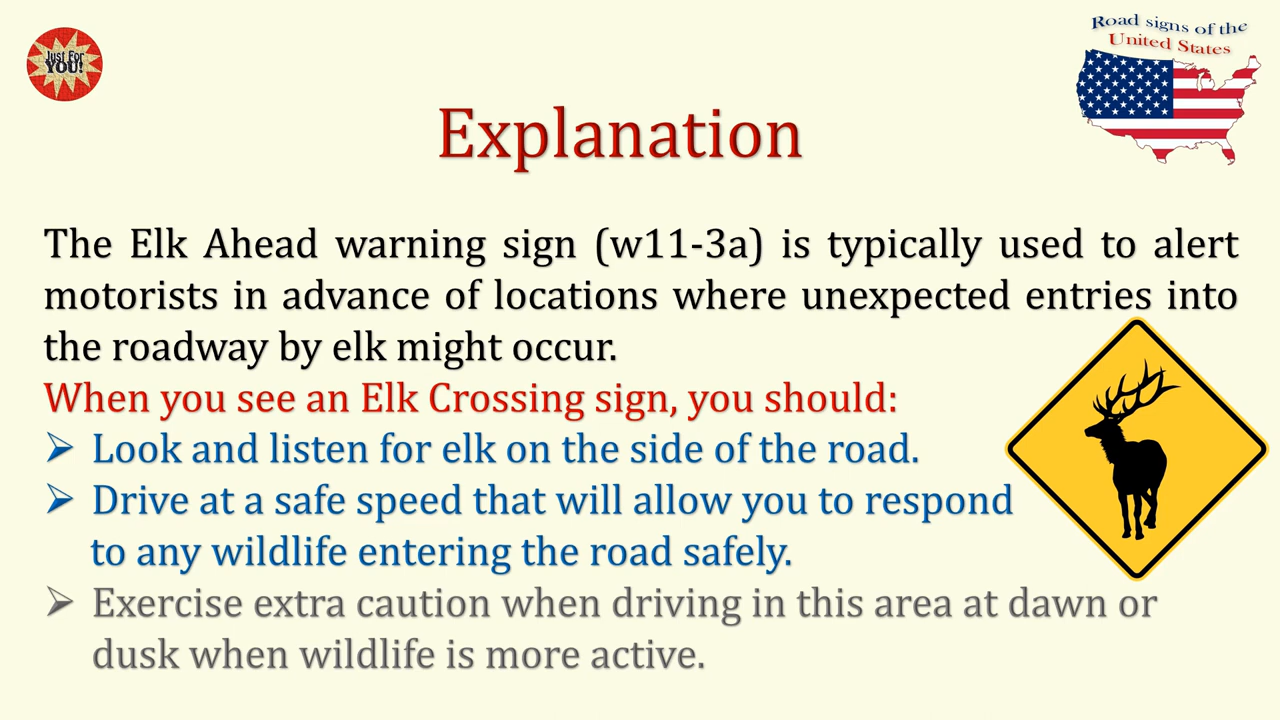 Just For
YOU!
Road signs of the
United States
Explanation
The Elk Ahead warning sign (w11-3a) is typically used to alert
motorists in advance of locations where unexpected entries into
the roadway by elk might occur.
When you see an Elk Crossing sign, you should:
➢ Look and listen for elk on the side of the road.
➢ Drive at a safe speed that will allow you to respond
to any wildlife entering the road safely.
➢ Exercise extra caution when driving in this area at dawn or
dusk when wildlife is more active.